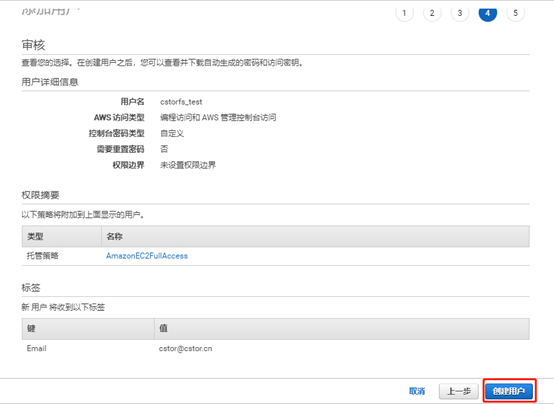 添加用户
1 2 3 4 5
审核
查看您的选择。在创建用户之后，您可以查看并下载自动生成的密码和访问密钥。
用户详细信息
用户名 cstorfs_test
AWS 访问类型 编程访问和 AWS 管理控制台访问
控制台密码类型 自定义
需要重置密码 否
权限边界 未设置权限边界
权限摘要
以下策略将附加到上面显示的用户。
类型 名称
托管策略 AmazonEC2FullAccess
标签
新 用户 将收到以下标签
键 值
Email cstor@cstor.cn
取消 上一步 创建用户